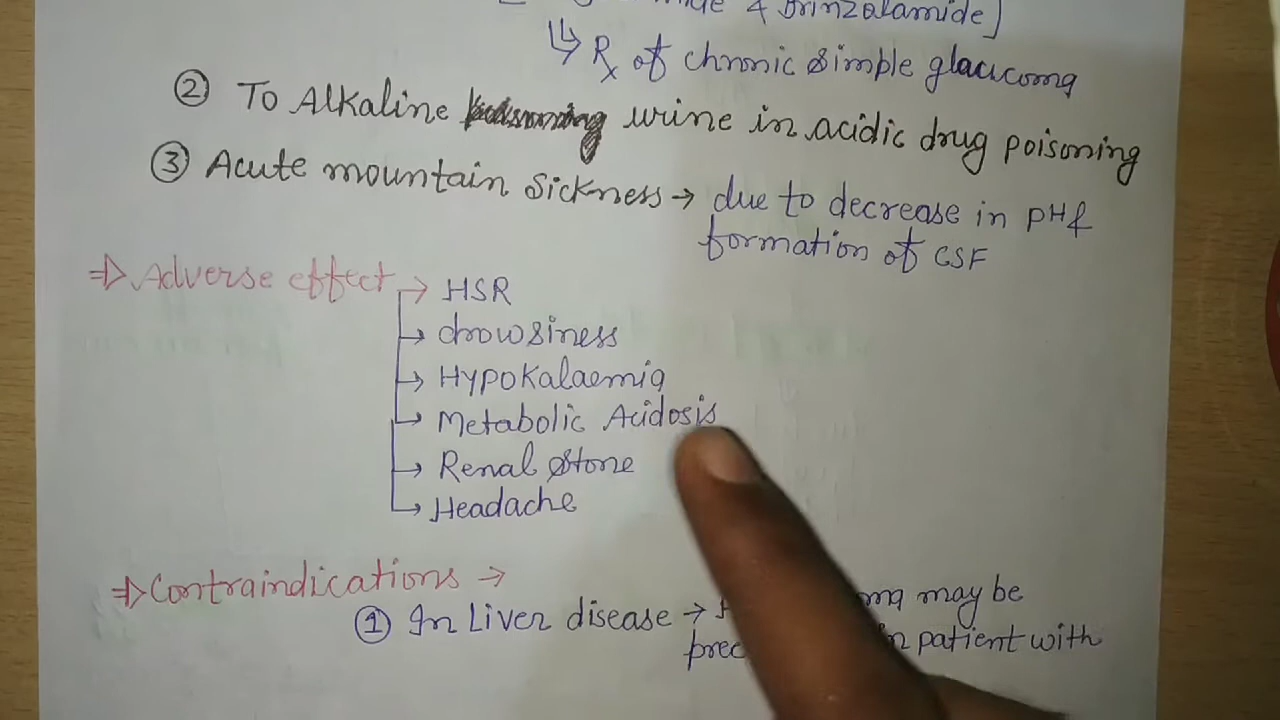 & Brinzolamide]
↳ Rx of chronic simple glaucoma
② To Alkaline urine in acidic drug poisoning
③ Acute mountain Sickness → due to decrease in pH &
formation of CSF
⇒ Adverse effect → HSR
→ drowsiness
→ Hypokalaemia
→ Metabolic Acidosis
→ Renal stone
→ Headache
⇒ Contraindications →
① In Liver disease → may be
in patient with